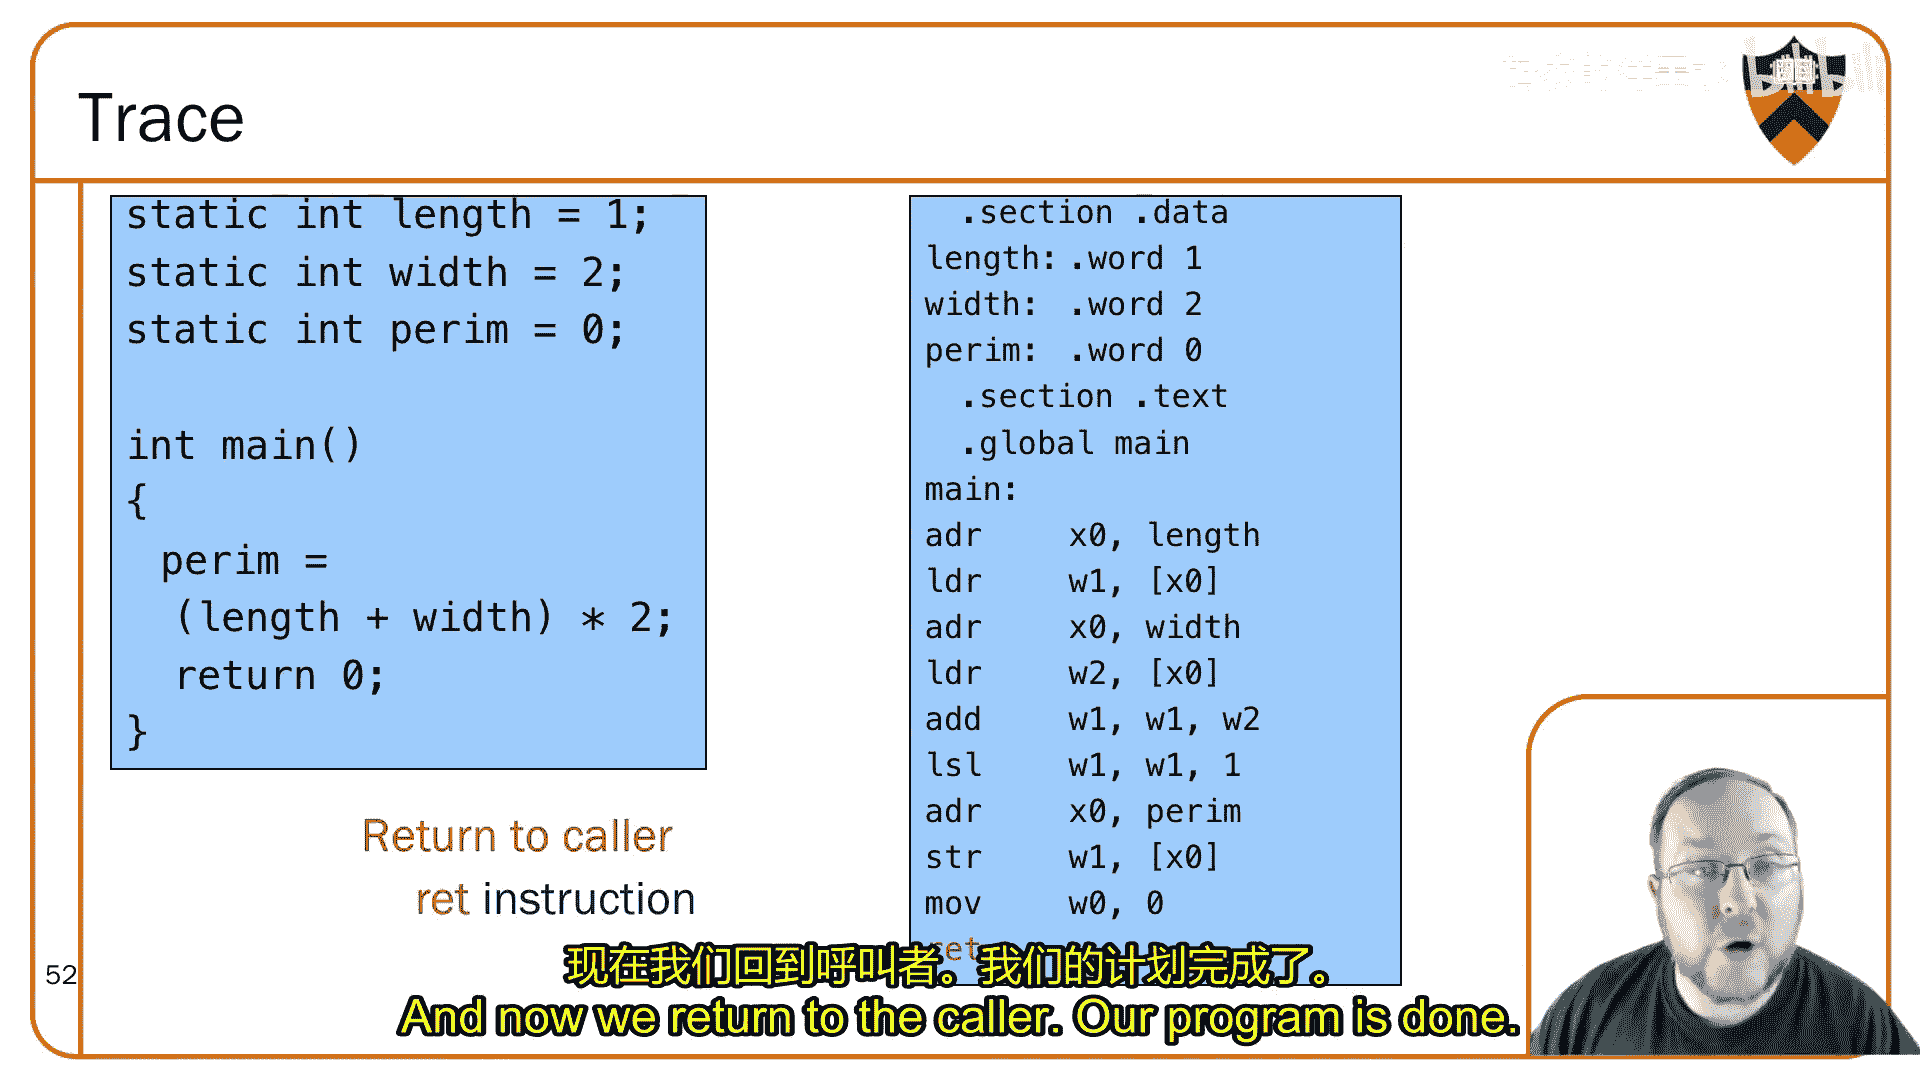 Trace
static int length = 1;
static int width = 2;
static int perim = 0;
int main()
{
perim =
(length + width) * 2;
return 0;
}
Return to caller
ret instruction
.section .data
length: .word 1
width: .word 2
perim: .word 0
.section .text
.global main
main:
adr x0, length
ldr w1, [x0]
adr x0, width
ldr w2, [x0]
add w1, w1, w2
lsl w1, w1, 1
adr x0, perim
str w1, [x0]
mov w0, 0
ret
52
现在我们回到呼叫者。我们的计划完成了。
And now we return to the caller. Our program is done.
bilibili